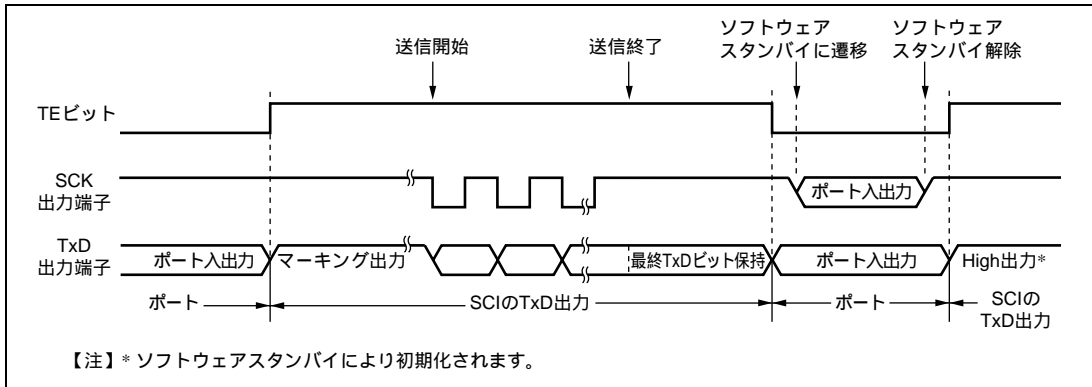 送信開始
送信終了
ソフトウェア
スタンバイに遷移
ソフトウェア
スタンバイ解除
TEビット
SCK
出力端子
ポート入出力
TxD
出力端子
ポート入出力
マーキング出力
最終TxDビット保持
ポート入出力
High出力*
ポート
SCIのTxD出力
ポート
SCIの
TxD出力
【注】* ソフトウェアスタンバイにより初期化されます。